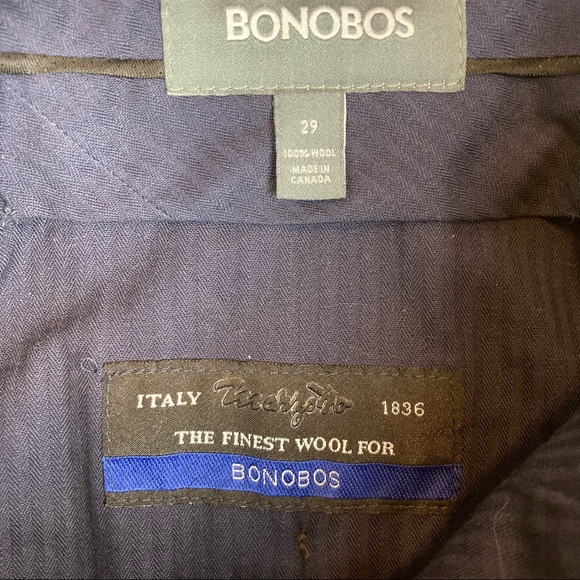 BONOBOS
29
100% WOOL
MADE IN
CANADA
ITALY 1836
THE FINEST WOOL FOR
BONOBOS